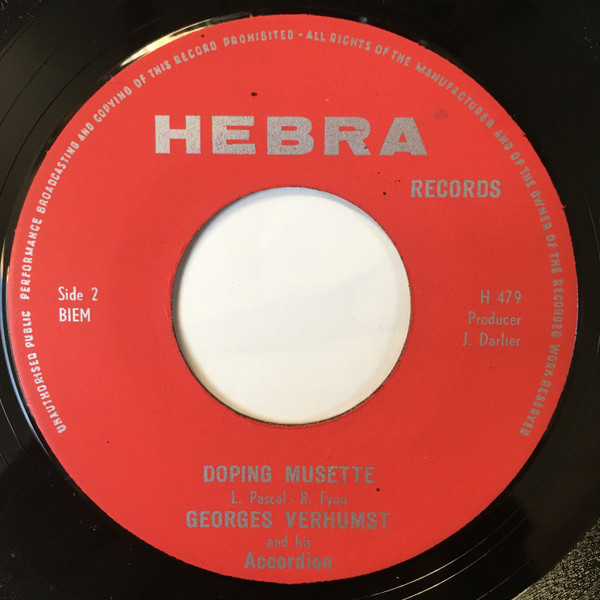 UNAUTHORISED PUBLIC PERFORMANCE BROADCASTING AND COPYING OF THIS RECORD PROHIBITED - ALL RIGHTS OF THE MANUFACTURER AND OF THE OWNER OF THE RECORDED WORK RESERVED
HEBRA
RECORDS
Side 2
BIEM
H 479
Producer
J. Darlier
DOPING MUSETTE
L. Pascal - R. Fyon
GEORGES VERHUMST
and his
Accordion